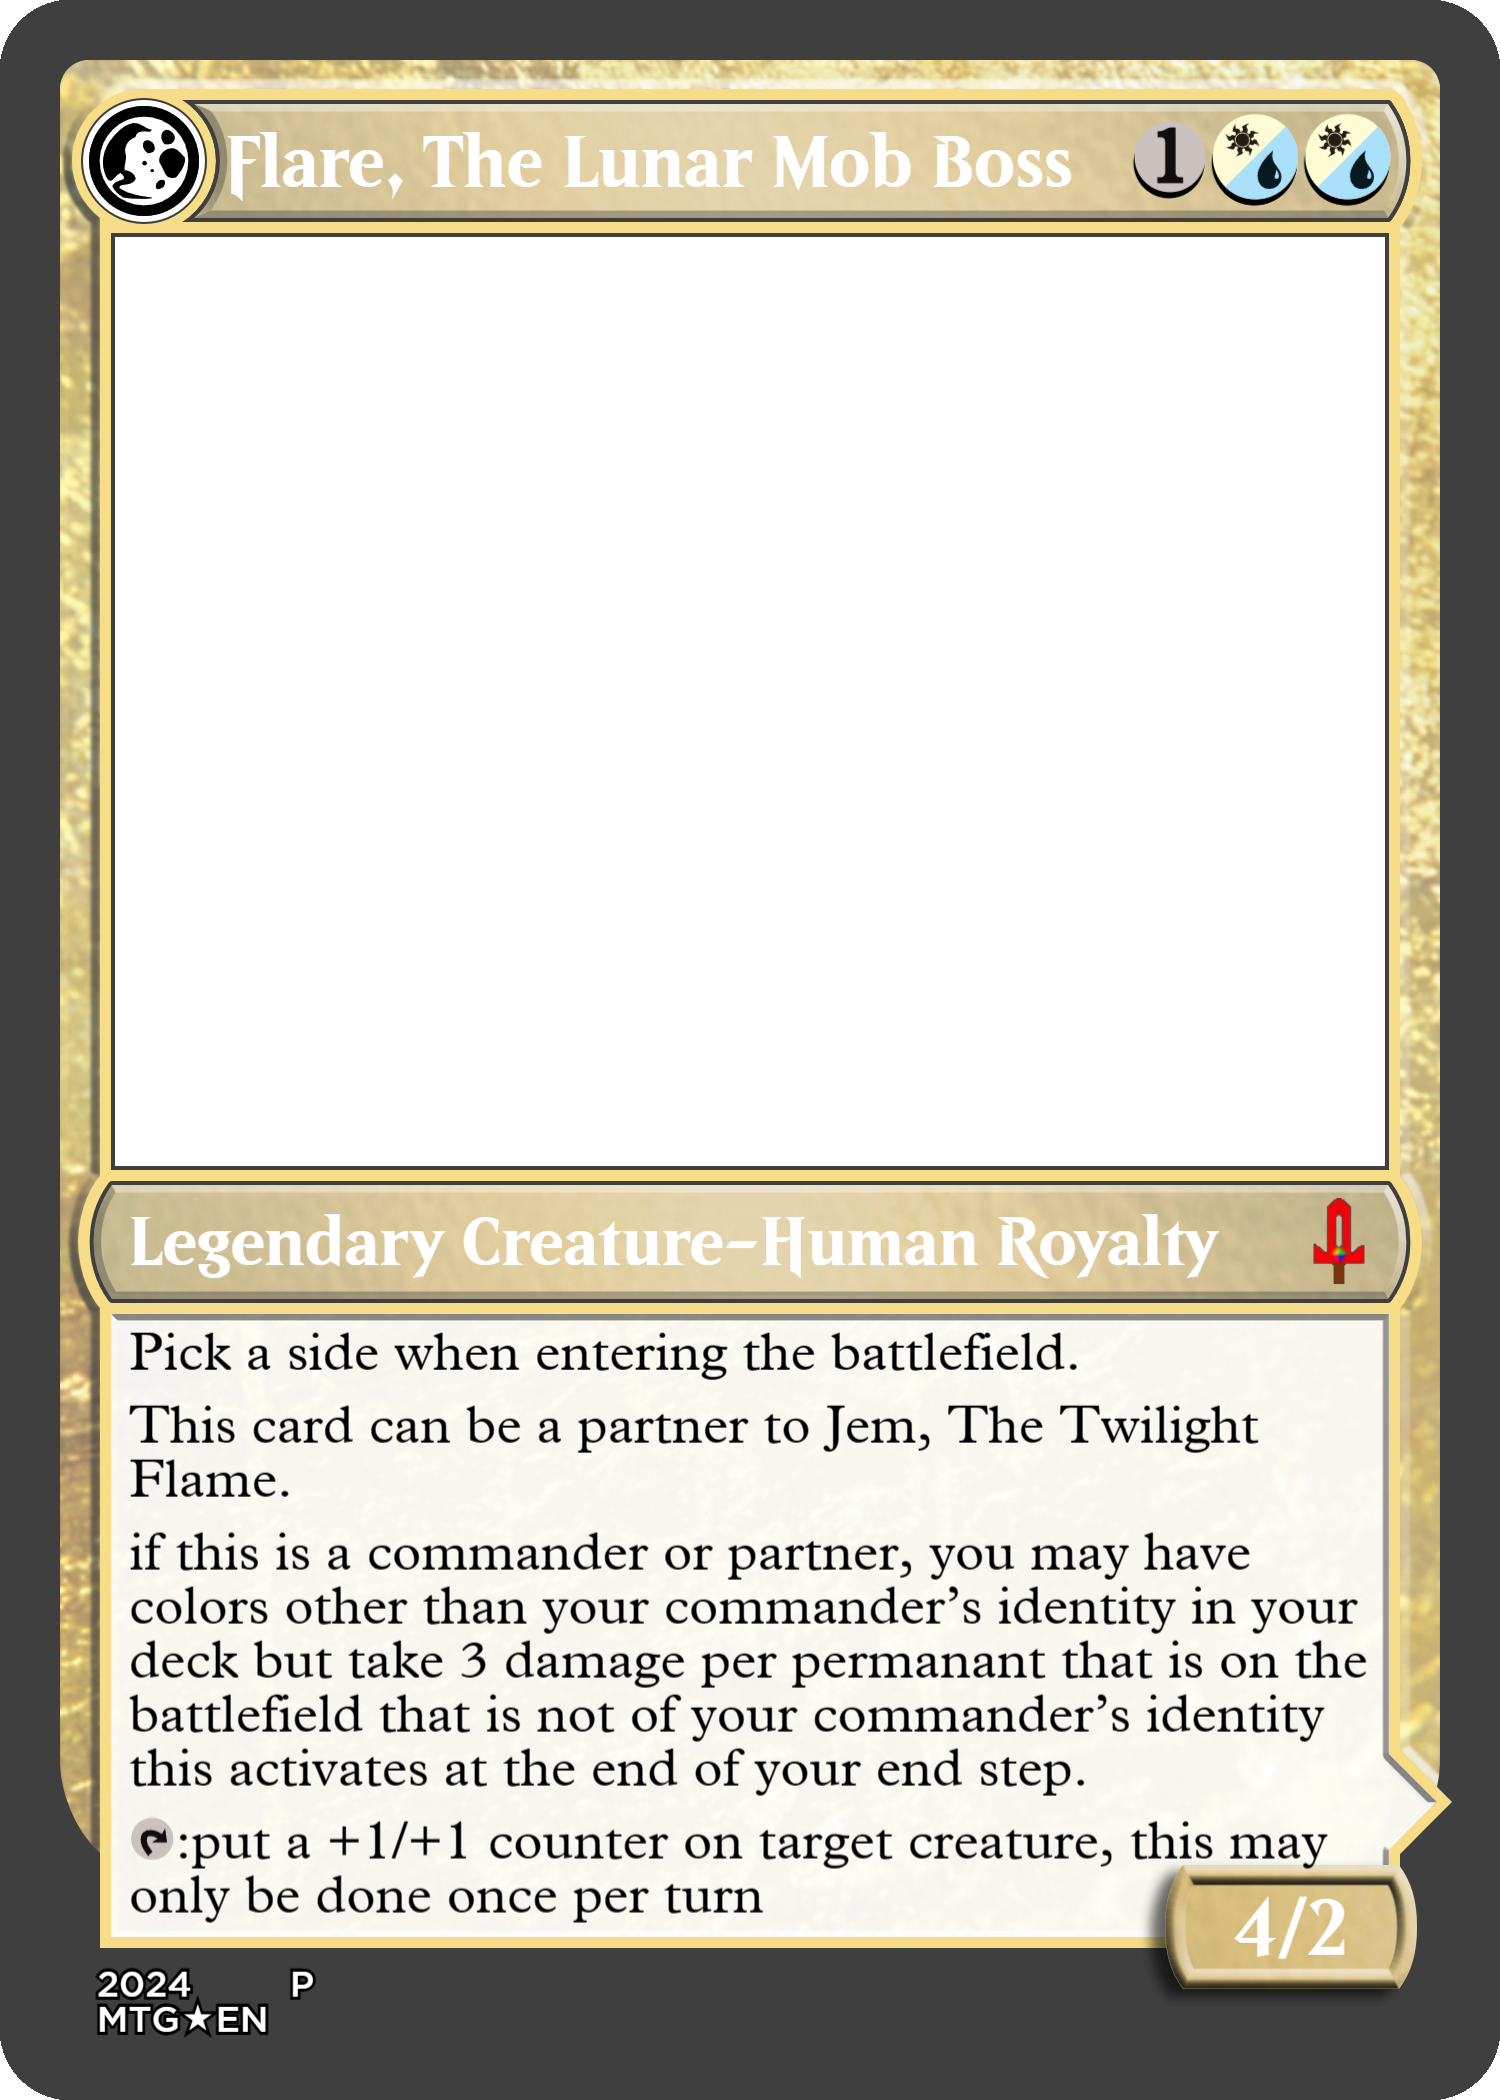 Flare, The Lunar Mob Boss 1
Legendary Creature-Human Royalty
Pick a side when entering the battlefield.
This card can be a partner to Jem, The Twilight
Flame.
if this is a commander or partner, you may have
colors other than your commander's identity in your
deck but take 3 damage per permanant that is on the
battlefield that is not of your commander's identity
this activates at the end of your end step.
:put a +1/+1 counter on target creature, this may
only be done once per turn
4/2
2024 P
MTG★EN